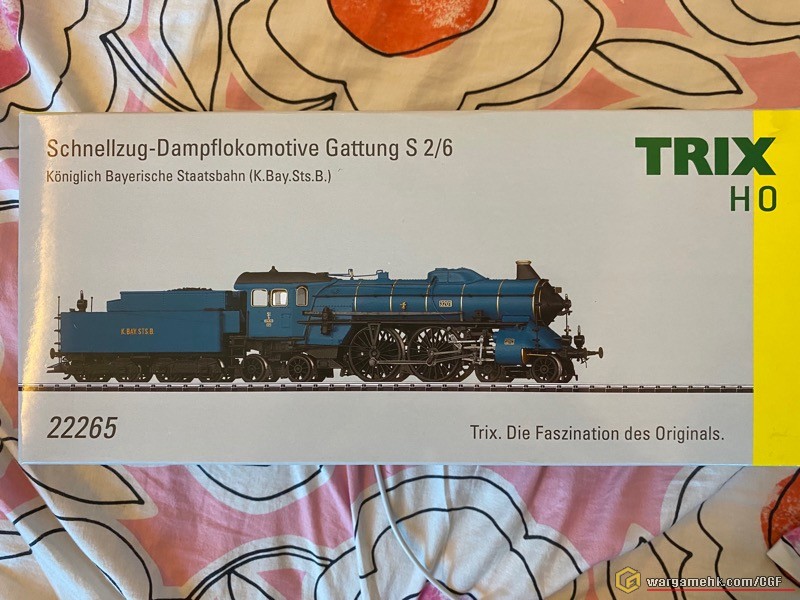 Schnellzug-Dampflokomotive Gattung S 2/6
Königlich Bayerische Staatsbahn (K.Bay.Sts.B.)
TRIX
H0
K.BAY.STS.B.
22265
Trix. Die Faszination des Originals.
wargamehk.com/CGF